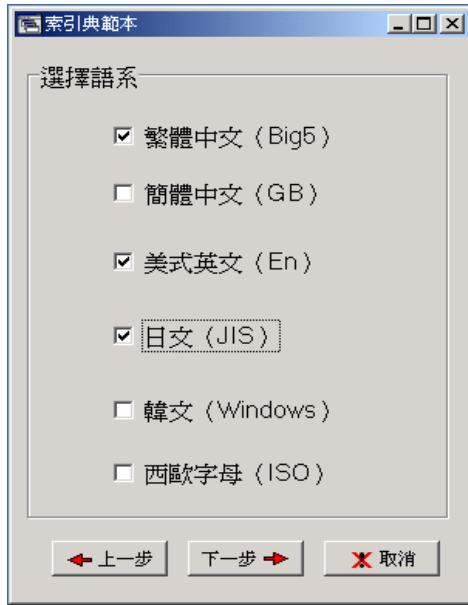 索引典範本
選擇語系
繁體中文（Big5）
簡體中文（GB）
美式英文（En）
日文（JIS）
韓文（Windows）
西歐字母（ISO）
上一步 下一步 取消